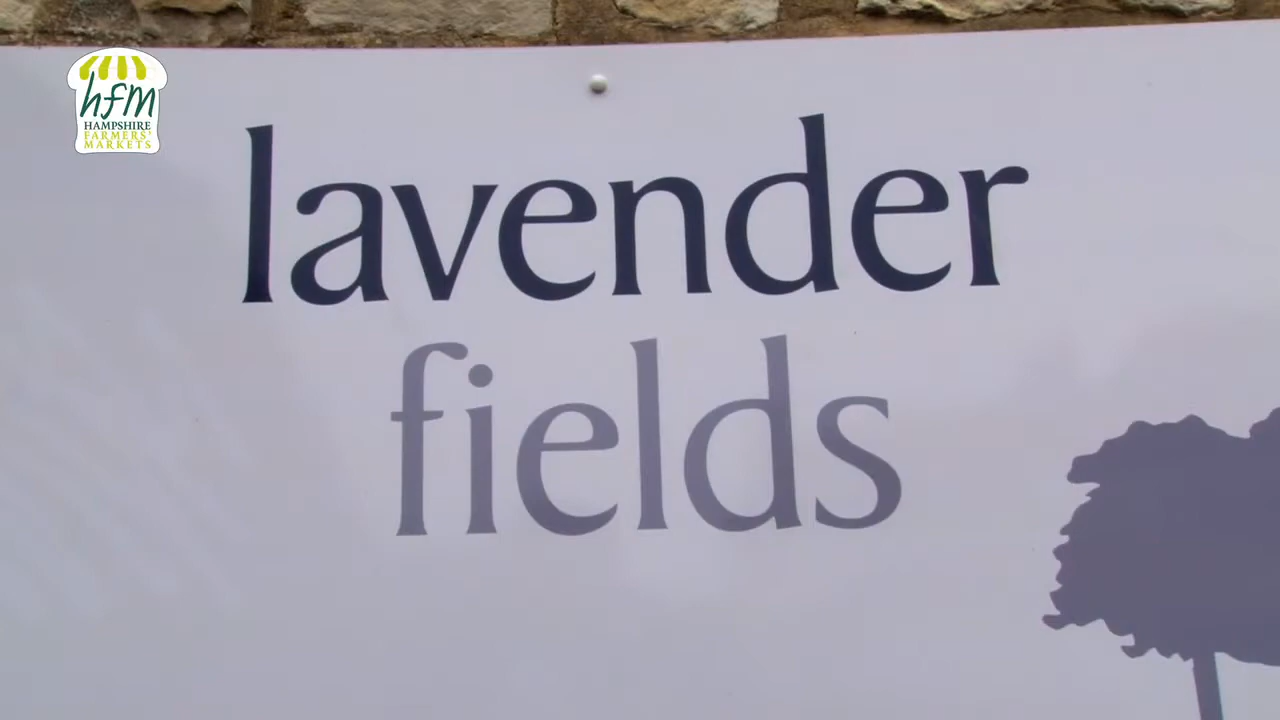 hfm
HAMPSHIRE
FARMERS'
MARKETS
lavender
fields